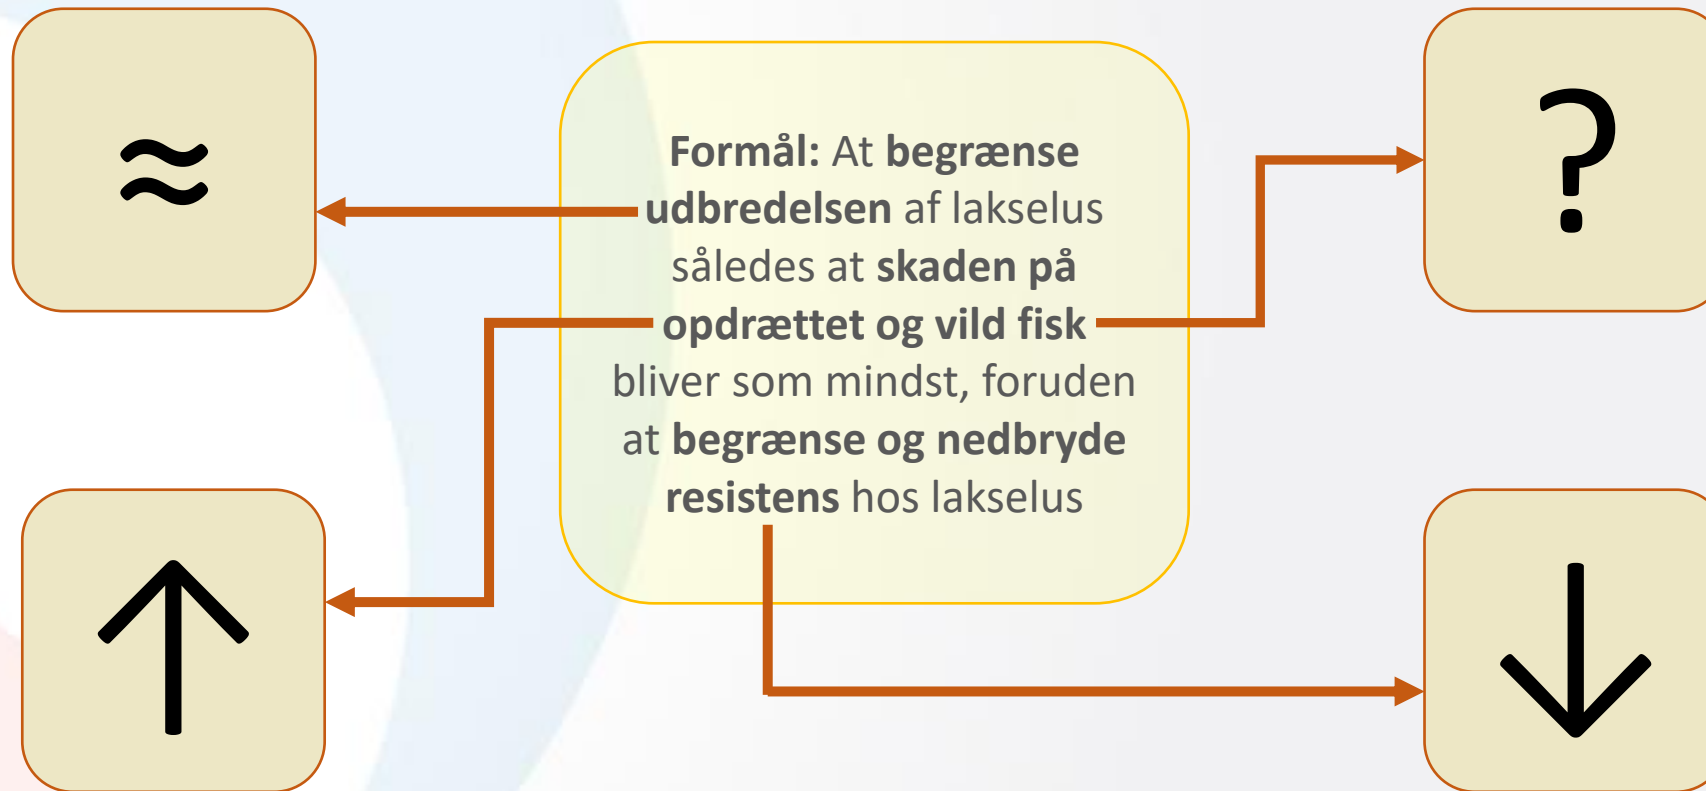 ≈
?
Formål: At begrænse
udbredelsen af lakselus
således at skaden på
opdrættet og vild fisk
bliver som mindst, foruden
at begrænse og nedbryde
resistens hos lakselus
↑
↓